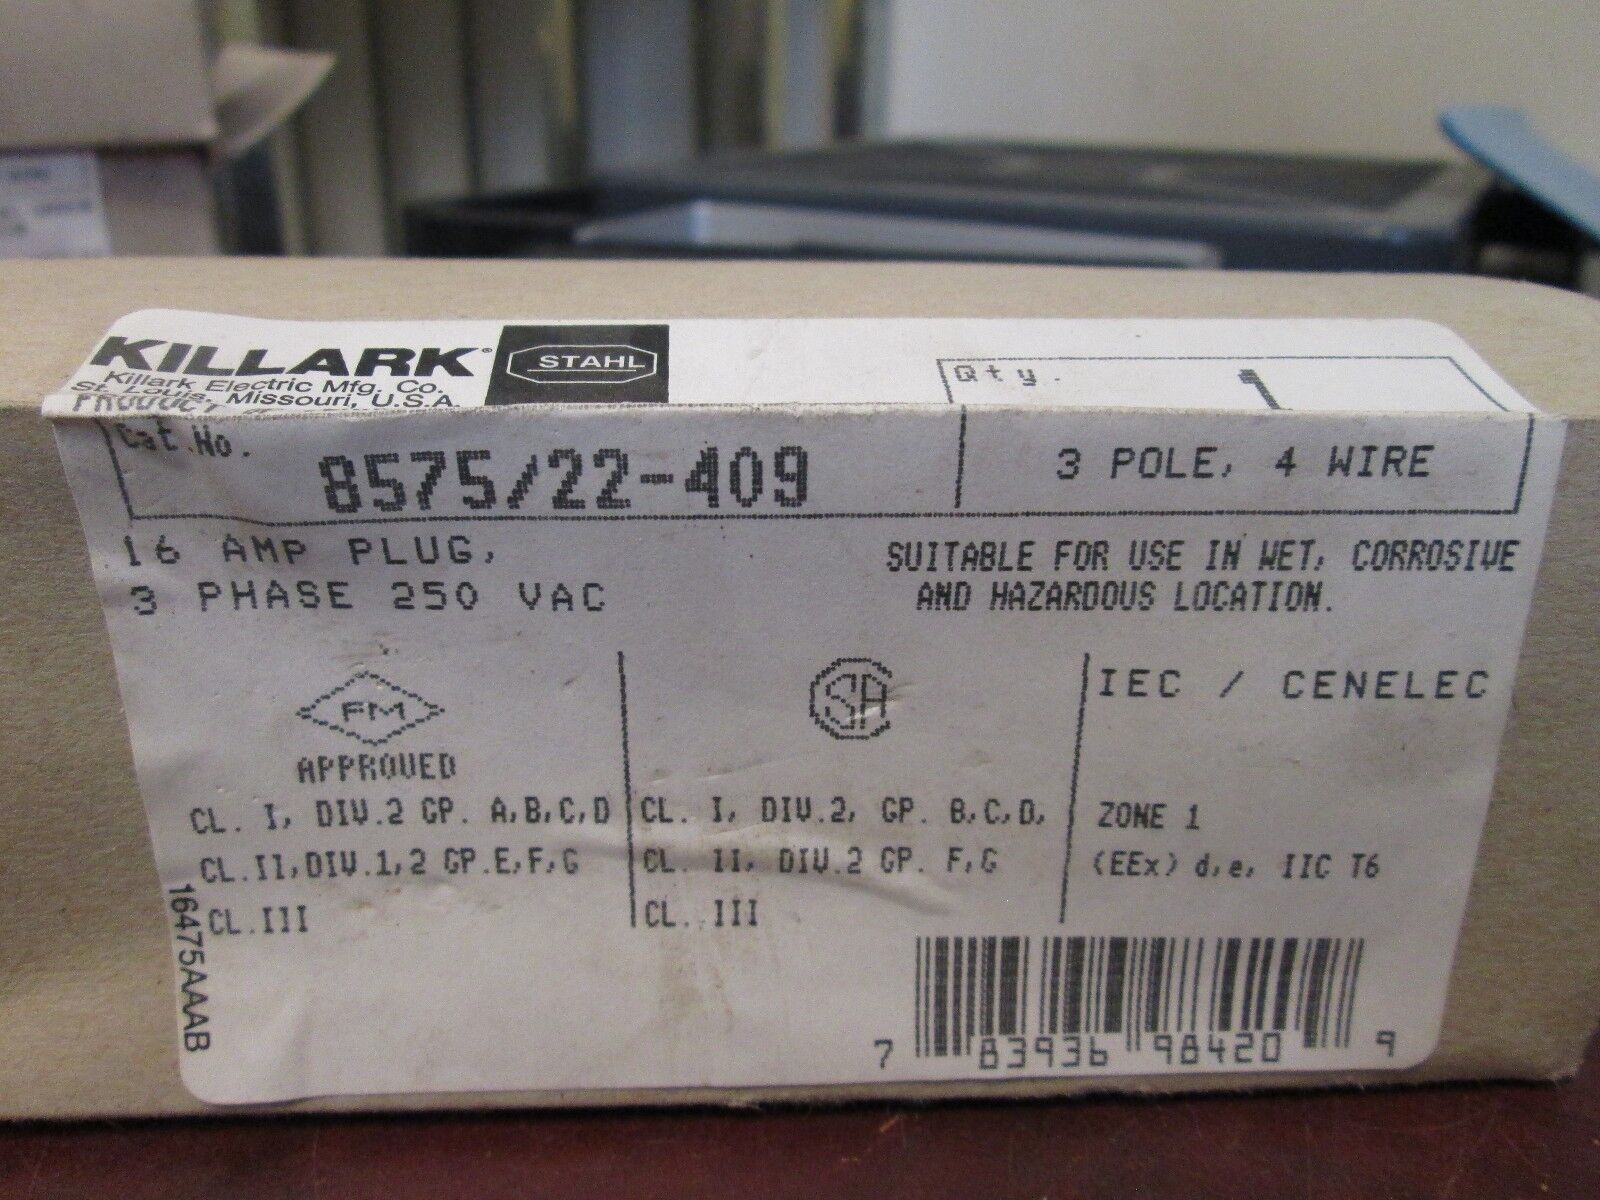 KILLARK
STAHL
Killark Electric Mfg. Co.
St. Louis, Missouri, U.S.A.
PRODUCT
Qty. 1
Cat.No. 8575/22-409
3 POLE, 4 WIRE
16 AMP PLUG,
3 PHASE 250 VAC
SUITABLE FOR USE IN WET, CORROSIVE
AND HAZARDOUS LOCATION.
FM
APPROVED
CL. I, DIV.2 GP. A,B,C,D
CL.II,DIV.1,2 GP.E,F,G
CL.III
SA
CL. I, DIV.2, GP. B,C,D,
CL. II, DIV.2 GP. F,G
CL. III
IEC / CENELEC
ZONE 1
(EEx) d,e, IIC T6
16475AAAB
7 83936 98420 9